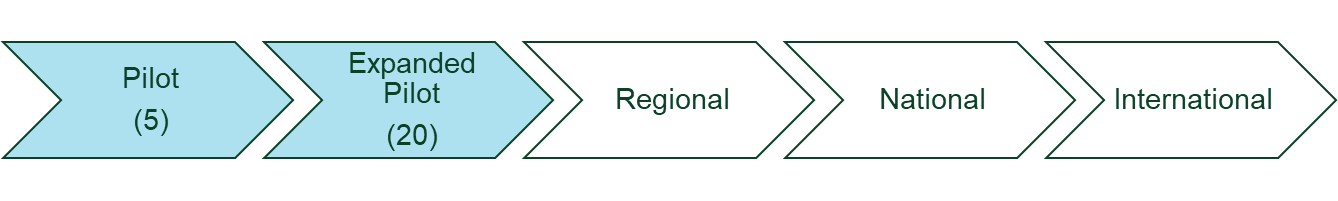 Pilot
(5)
Expanded
Pilot
(20)
Regional
National
International